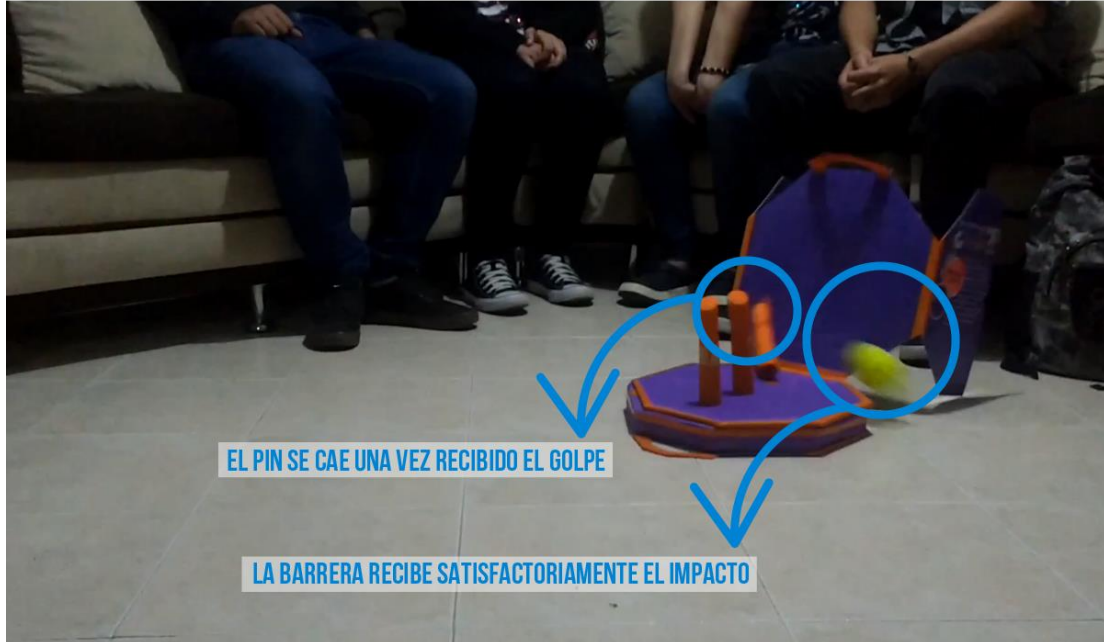 EL PIN SE CAE UNA VEZ RECIBIDO EL GOLPE
LA BARRERA RECIBE SATISFACTORIAMENTE EL IMPACTO